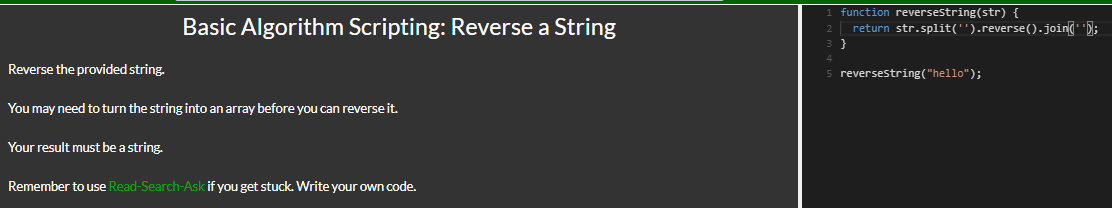 Basic Algorithm Scripting: Reverse a String
Reverse the provided string.
You may need to turn the string into an array before you can reverse it.
Your result must be a string.
Remember to use Read-Search-Ask if you get stuck. Write your own code.
1 function reverseString(str) {
2 return str.split('').reverse().join('');
3 }
4
5 reverseString("hello");